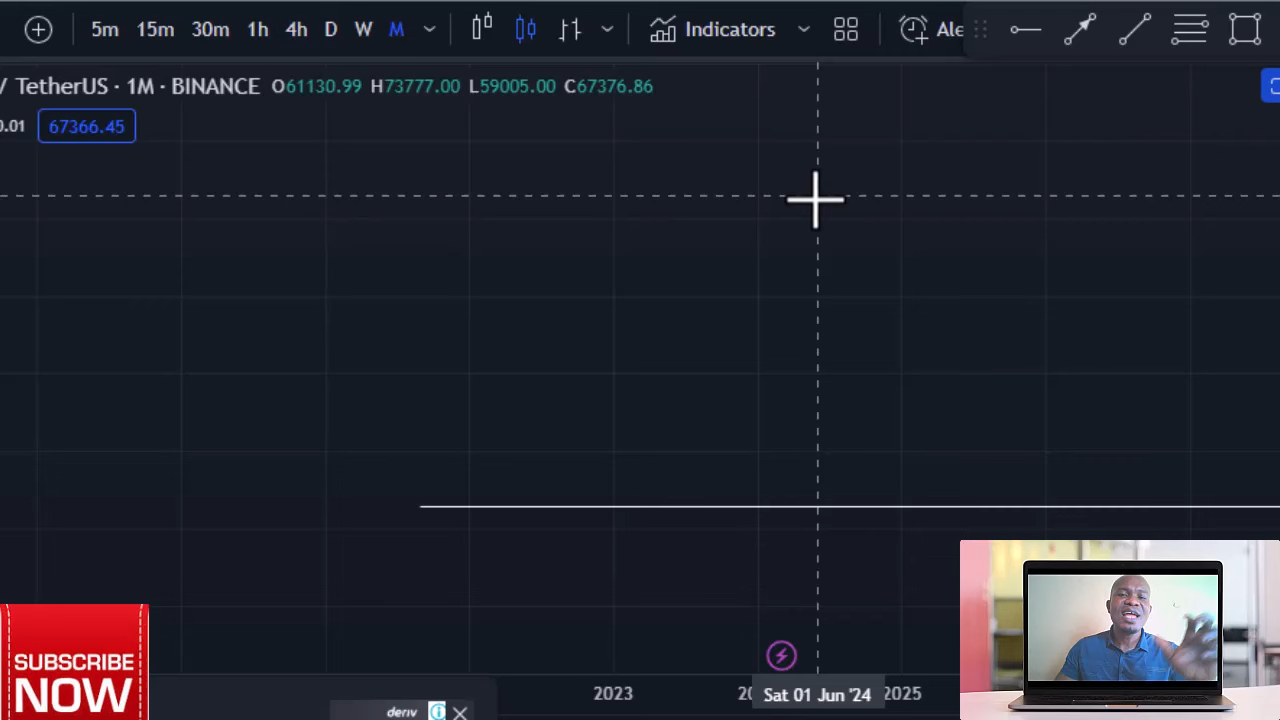 5m 15m 30m 1h 4h D W M Indicators Ale
/ TetherUS · 1M · BINANCE O61130.99 H73777.00 L59005.00 C67376.86
0.01 67366.45
2023 20 Sat 01 Jun '24 2025
SUBSCRIBE
NOW
deriv